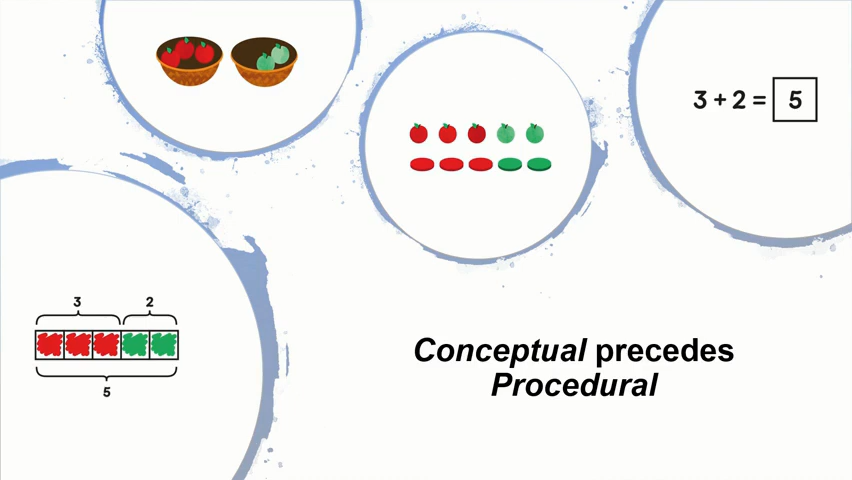 3 + 2 = 5
3 2
5
Conceptual precedes
Procedural